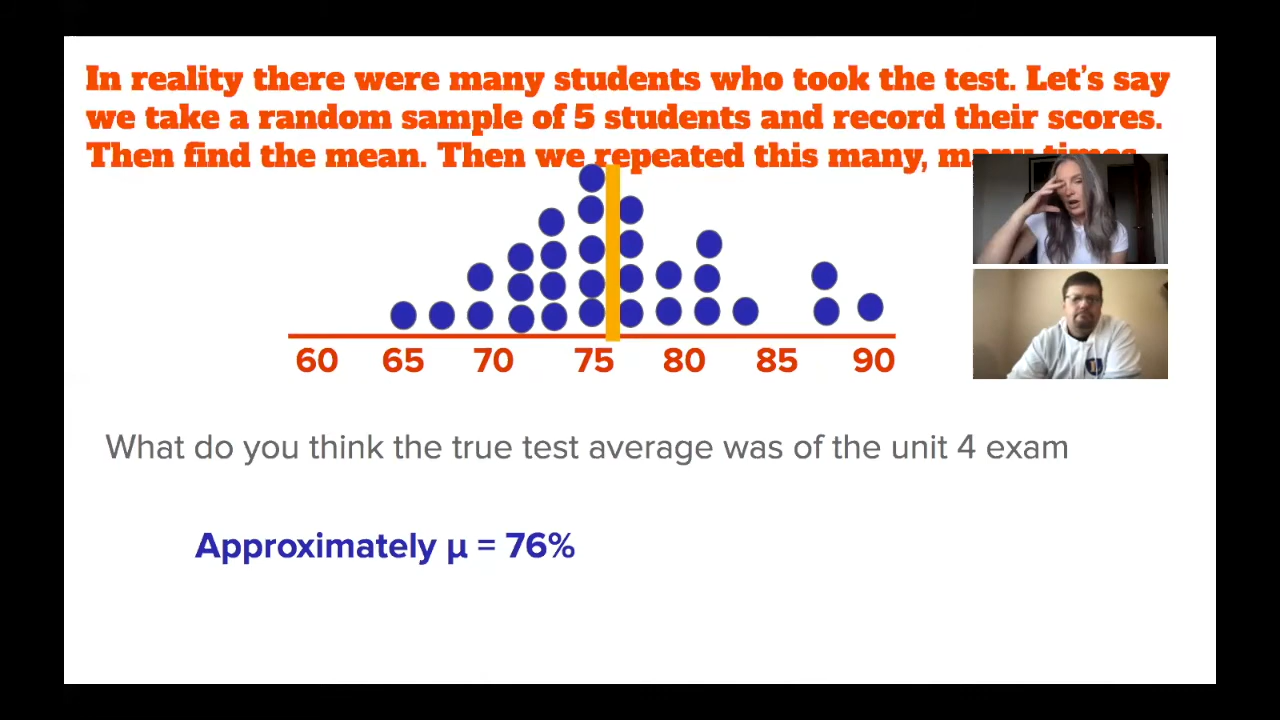 In reality there were many students who took the test. Let's say
we take a random sample of 5 students and record their scores.
Then find the mean. Then we repeated this many, many times.
60 65 70 75 80 85 90
What do you think the true test average was of the unit 4 exam
Approximately μ = 76%